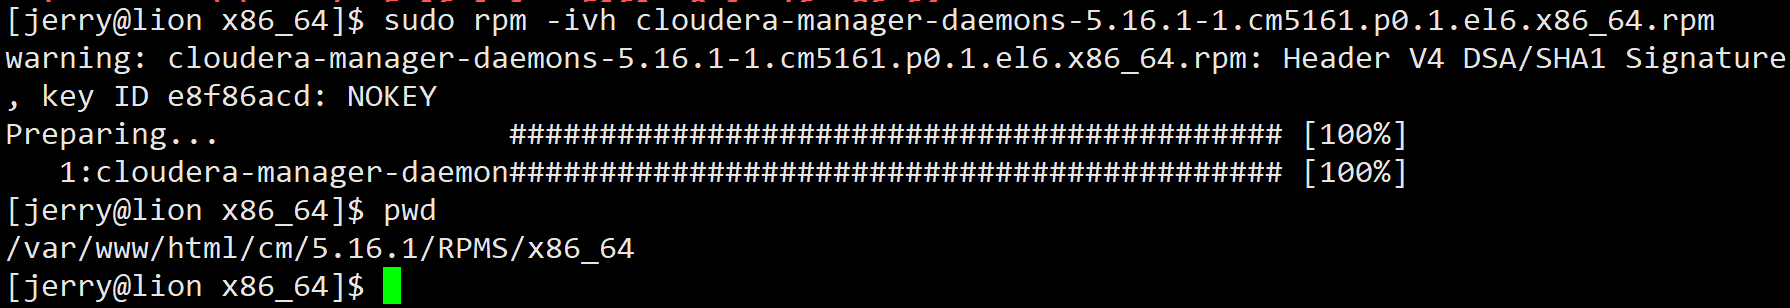 [jerry@lion x86_64]$ sudo rpm -ivh cloudera-manager-daemons-5.16.1-1.cm5161.p0.1.el6.x86_64.rpm
warning: cloudera-manager-daemons-5.16.1-1.cm5161.p0.1.el6.x86_64.rpm: Header V4 DSA/SHA1 Signature
, key ID e8f86acd: NOKEY
Preparing...                ########################################### [100%]
   1:cloudera-manager-daemon########################################### [100%]
[jerry@lion x86_64]$ pwd
/var/www/html/cm/5.16.1/RPMS/x86_64
[jerry@lion x86_64]$